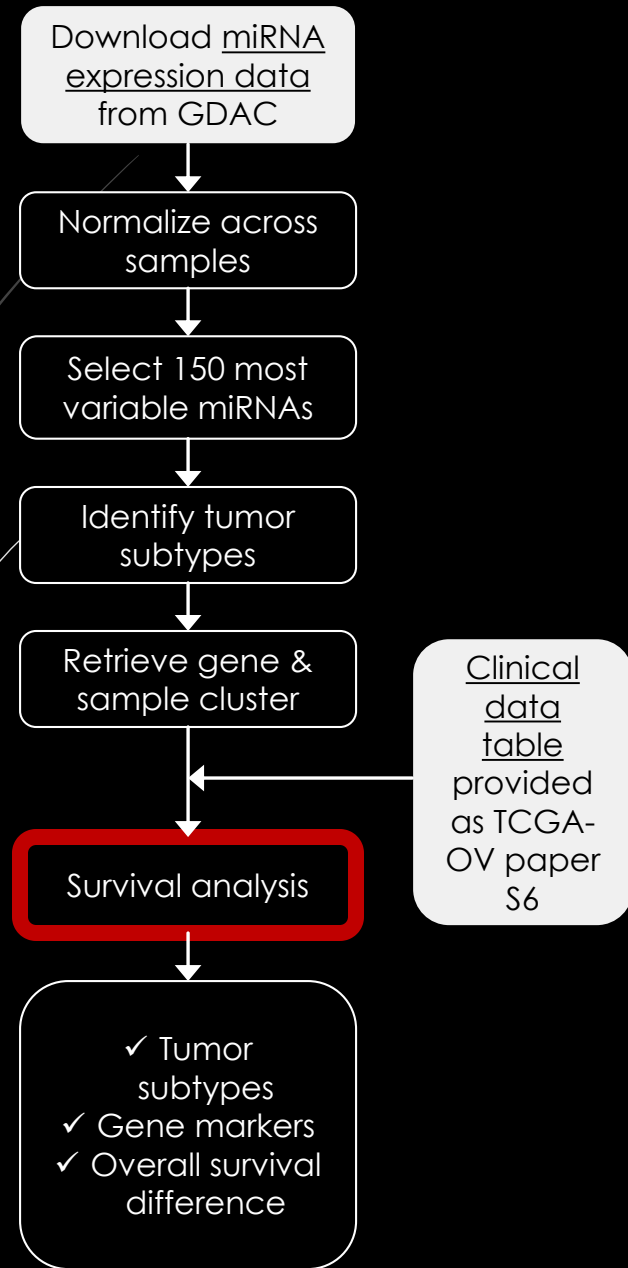 Download miRNA
expression data
from GDAC
Normalize across
samples
Select 150 most
variable miRNAs
Identify tumor
subtypes
Retrieve gene &
sample cluster
Clinical
data
table
provided
as TCGA-
OV paper
S6
Survival analysis
✓ Tumor
subtypes
✓ Gene markers
✓ Overall survival
difference